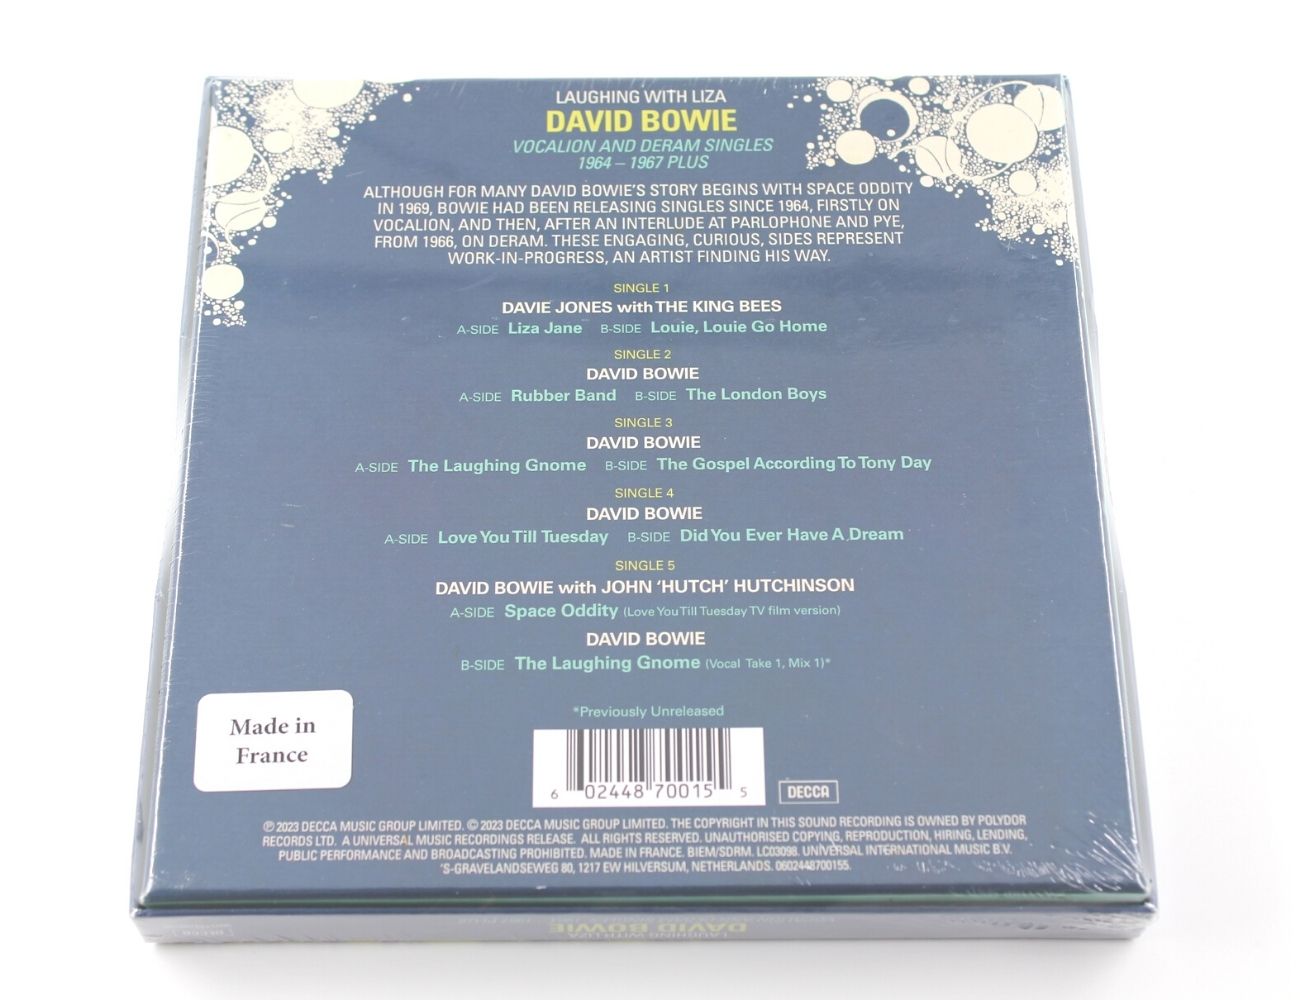 LAUGHING WITH LIZA
DAVID BOWIE
VOCALION AND DERAM SINGLES
1964 – 1967 PLUS
ALTHOUGH FOR MANY DAVID BOWIE'S STORY BEGINS WITH SPACE ODDITY
IN 1969, BOWIE HAD BEEN RELEASING SINGLES SINCE 1964, FIRSTLY ON
VOCALION, AND THEN, AFTER AN INTERLUDE AT PARLOPHONE AND PYE,
FROM 1966, ON DERAM. THESE ENGAGING, CURIOUS, SIDES REPRESENT
WORK-IN-PROGRESS, AN ARTIST FINDING HIS WAY.
SINGLE 1
DAVIE JONES with THE KING BEES
A-SIDE Liza Jane B-SIDE Louie, Louie Go Home
SINGLE 2
DAVID BOWIE
A-SIDE Rubber Band B-SIDE The London Boys
SINGLE 3
DAVID BOWIE
A-SIDE The Laughing Gnome B-SIDE The Gospel According To Tony Day
SINGLE 4
DAVID BOWIE
A-SIDE Love You Till Tuesday B-SIDE Did You Ever Have A Dream
SINGLE 5
DAVID BOWIE with JOHN 'HUTCH' HUTCHINSON
A-SIDE Space Oddity (Love You Till Tuesday TV film version)
DAVID BOWIE
B-SIDE The Laughing Gnome (Vocal Take 1, Mix 1)*
*Previously Unreleased
Made in
France
6 02448 70015 5
DECCA
℗ 2023 DECCA MUSIC GROUP LIMITED. © 2023 DECCA MUSIC GROUP LIMITED. THE COPYRIGHT IN THIS SOUND RECORDING IS OWNED BY POLYDOR
RECORDS LTD. A UNIVERSAL MUSIC RECORDINGS RELEASE. ALL RIGHTS RESERVED. UNAUTHORISED COPYING, REPRODUCTION, HIRING, LENDING,
PUBLIC PERFORMANCE AND BROADCASTING PROHIBITED. MADE IN FRANCE. BIEM/SDRM. LC03098. UNIVERSAL INTERNATIONAL MUSIC B.V.
'S-GRAVELANDSEWEG 80, 1217 EW HILVERSUM, NETHERLANDS. 0602448700155.
DAVID BOWIE
LAUGHING WITH LIZA
DECCA